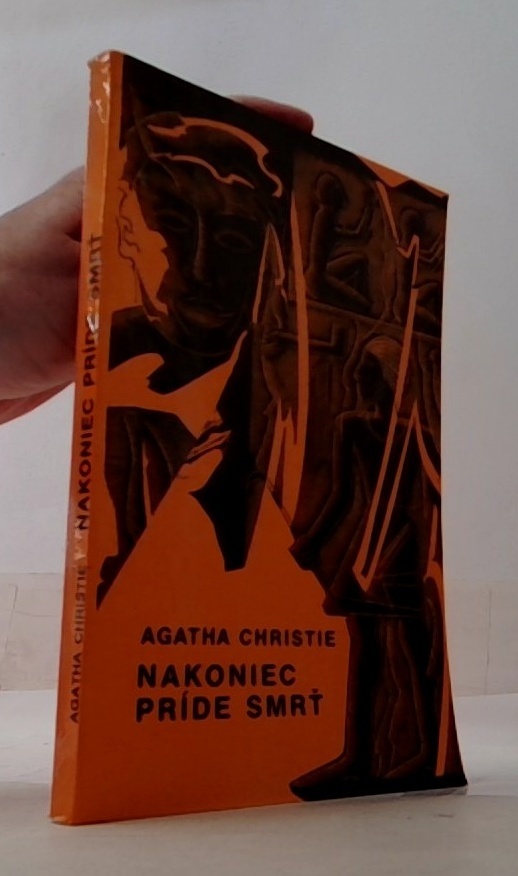 AGATHA CHRISTIE
NAKONIEC
PRÍDE SMRŤ
AGATHA CHRISTIE NAKONIEC PRÍDE SMRŤ